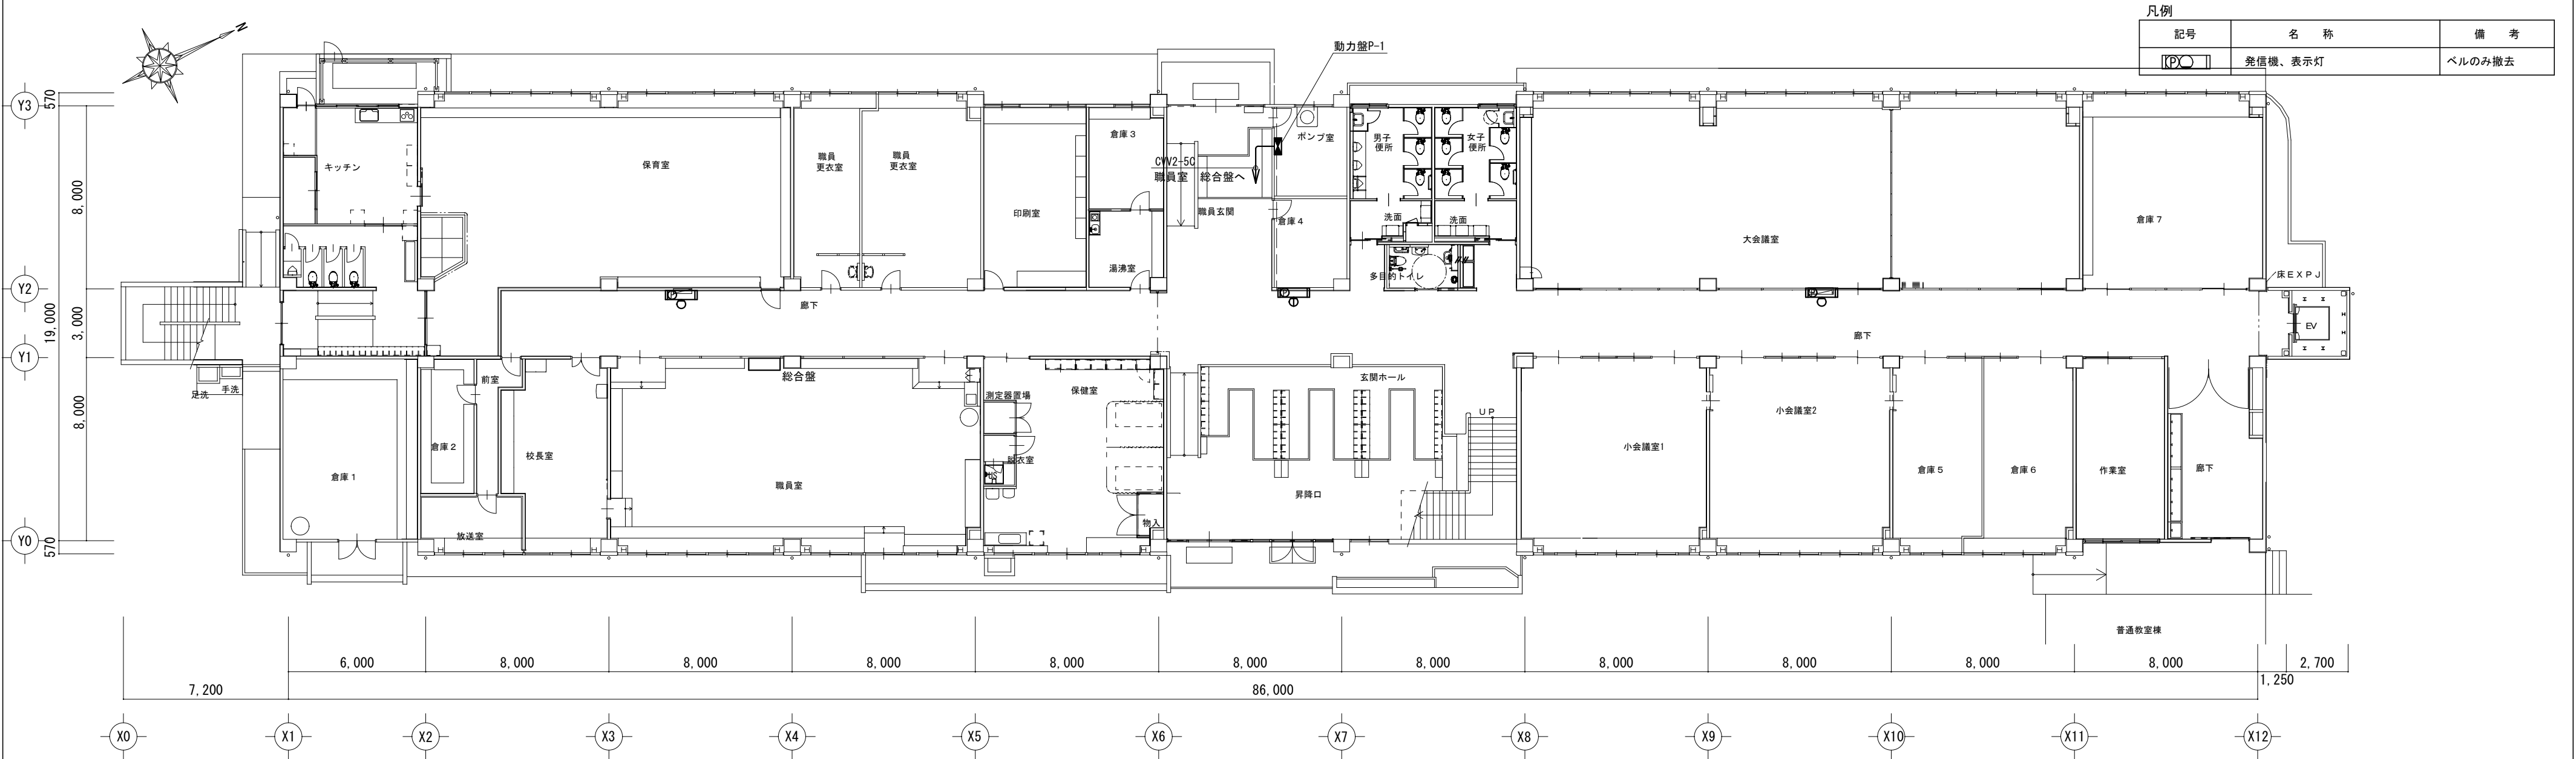 凡例
記号 名 称 備 考
P 発信機、表示灯 ベルのみ撤去
N
動力盤P-1
Y3
570
キッチン
保育室
職員
更衣室
職員
更衣室
印刷室
倉庫3
湯沸室
CVV2-5C
職員室 総合盤へ
職員玄関
ポンプ室
倉庫4
男子
便所
女子
便所
洗面
洗面
多目的トイレ
大会議室
倉庫7
床EXPJ
8,000
Y2
19,000
3,000
廊下
P
P
P
廊下
EV
Y1
足洗
手洗
8,000
倉庫1
倉庫2
前室
校長室
放送室
総合盤
職員室
測定器置場
保健室
脱衣室
物入
玄関ホール
UP
昇降口
小会議室1
小会議室2
倉庫5
倉庫6
作業室
廊下
Y0
570
普通教室棟
6,000 8,000 8,000 8,000 8,000 8,000 8,000 8,000 8,000 8,000 8,000 2,700
7,200 86,000 1,250
X0 X1 X2 X3 X4 X5 X6 X7 X8 X9 X10 X11 X12